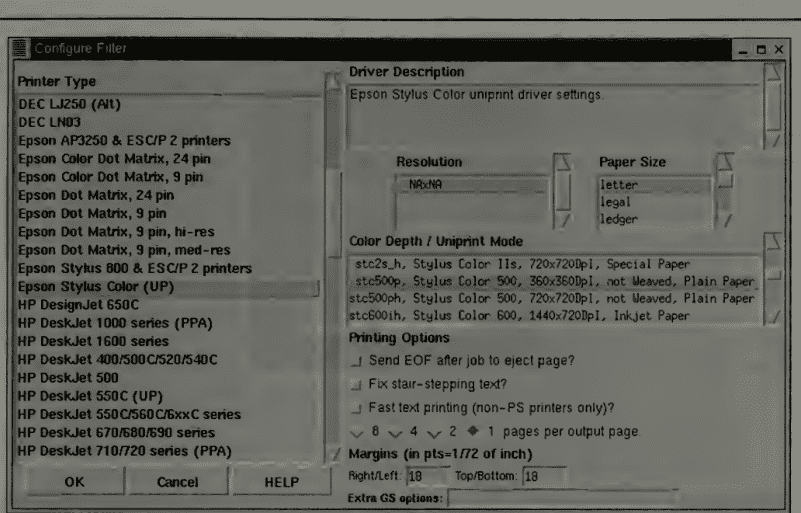 Configure Filter
Printer Type
DEC LJ250 (Alt)
DEC LN03
Epson AP3250 & ESC/P 2 printers
Epson Color Dot Matrix, 24 pin
Epson Color Dot Matrix, 9 pin
Epson Dot Matrix, 24 pin
Epson Dot Matrix, 9 pin
Epson Dot Matrix, 9 pin, hi-res
Epson Dot Matrix, 9 pin, med-res
Epson Stylus 800 & ESC/P 2 printers
Epson Stylus Color (UP)
HP DesignJet 650C
HP DeskJet 1000 series (PPA)
HP DeskJet 1600 series
HP DeskJet 400/500C/520/540C
HP DeskJet 500
HP DeskJet 550C (UP)
HP DeskJet 550C/560C/6xxC series
HP DeskJet 670/680/690 series
HP DeskJet 710/720 series (PPA)
OK Cancel HELP
Driver Description
Epson Stylus Color uniprint driver settings.
Resolution
NAxNA
Paper Size
letter
legal
ledger
Color Depth / Uniprint Mode
stc2s_h, Stylus Color IIs, 720x720DpI, Special Paper
stc500p, Stylus Color 500, 360x360DpI, not Weaved, Plain Paper
stc500ph, Stylus Color 500, 720x720DpI, not Weaved, Plain Paper
stc600ih, Stylus Color 600, 1440x720DpI, Inkjet Paper
Printing Options
Send EOF after job to eject page?
Fix stair-stepping text?
Fast text printing (non-PS printers only)?
8 4 2 1 pages per output page.
Margins (in pts=1/72 of inch)
Right/Left: 18 Top/Bottom: 18
Extra GS options: